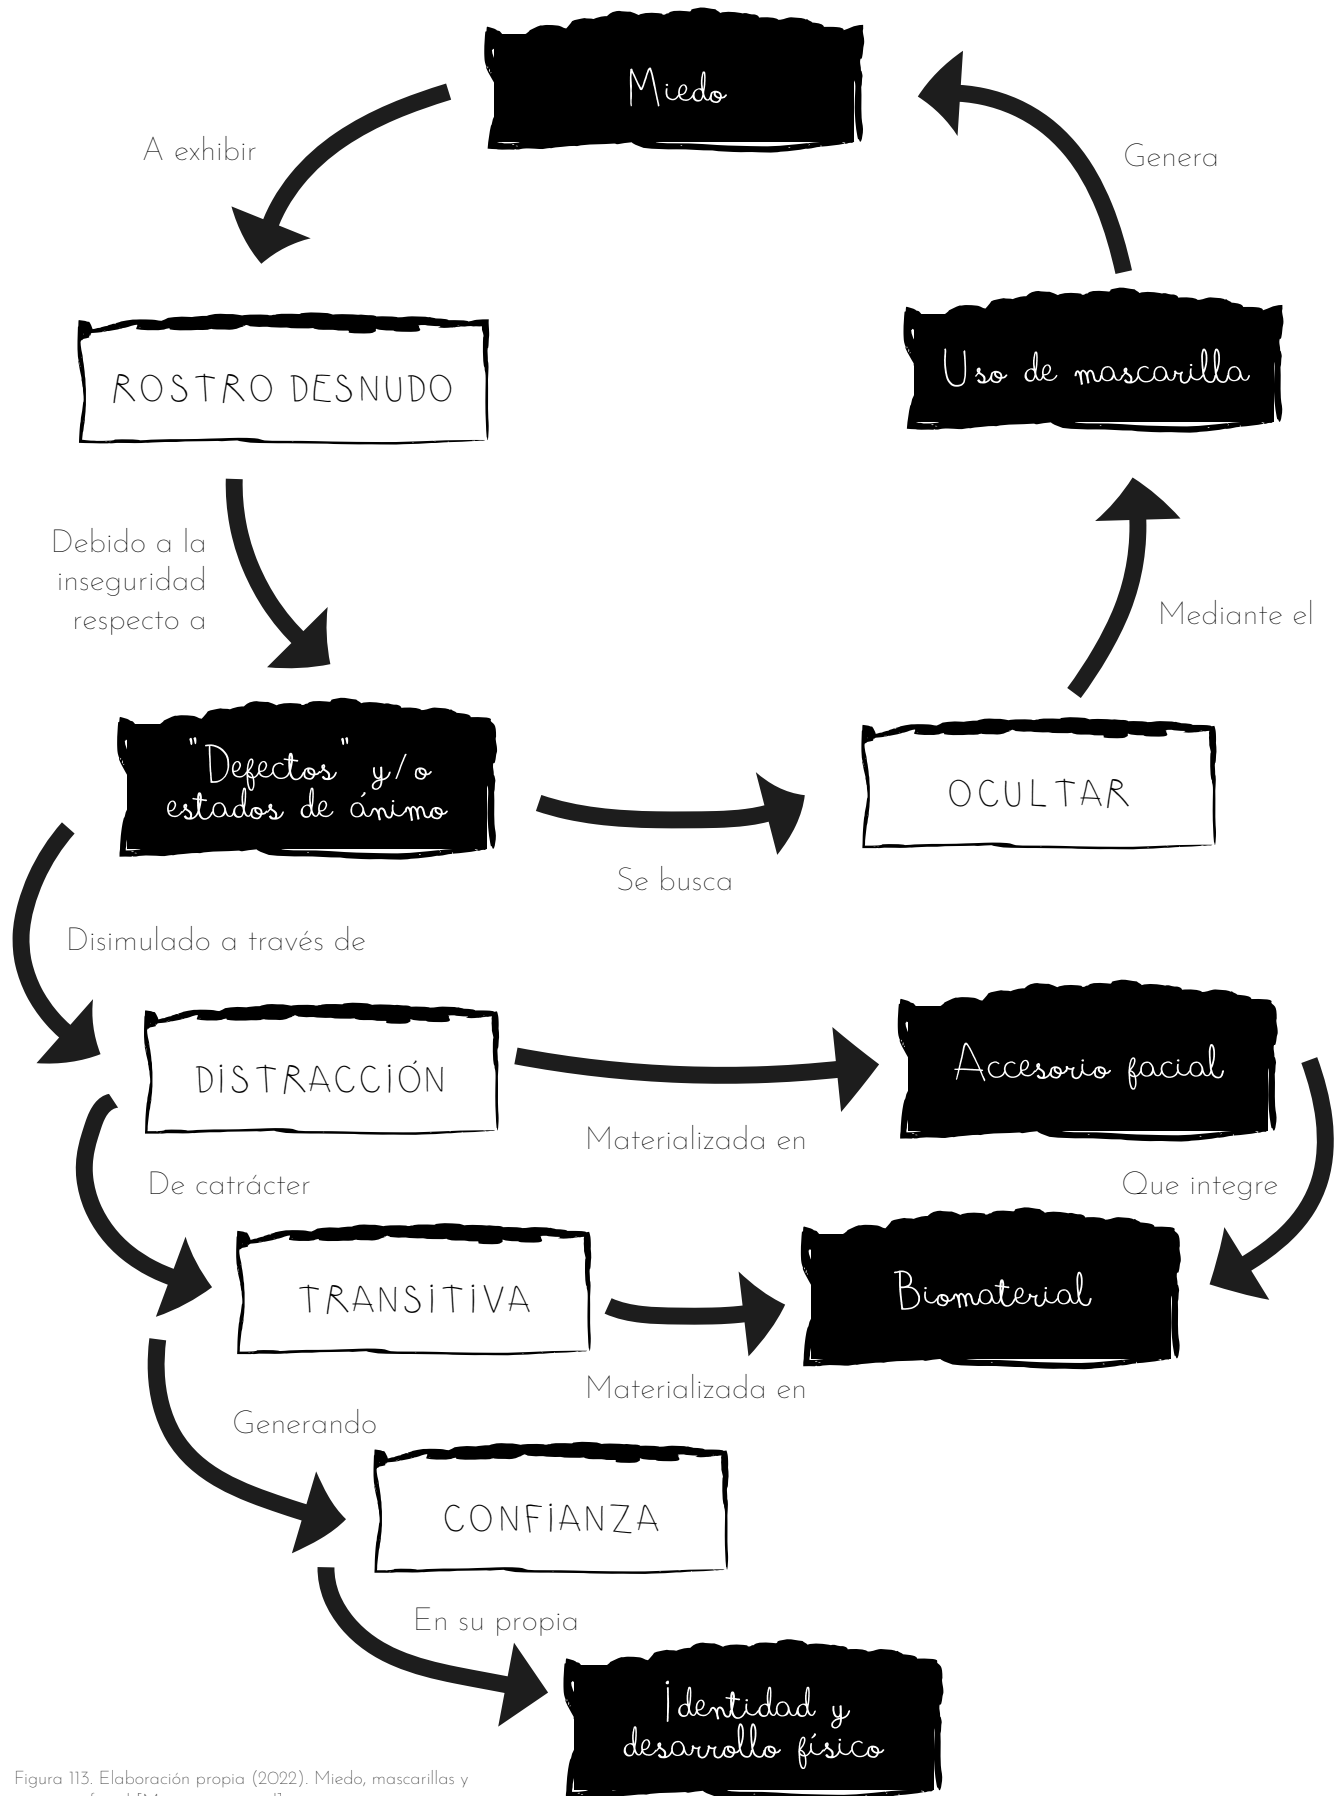 Miedo
A exhibir
Genera
ROSTRO DESNUDO
Uso de mascarilla
Debido a la
inseguridad
respecto a
Mediante el
"Defectos" y/o
estados de ánimo
OCULTAR
Se busca
Disimulado a través de
DISTRACCIÓN
Accesorio facial
Materializada en
De catrácter
Que integre
TRANSITIVA
Biomaterial
Materializada en
Generando
CONFIANZA
En su propia
Identidad y
desarrollo físico
Figura 113. Elaboración propia (2022). Miedo, mascarillas y